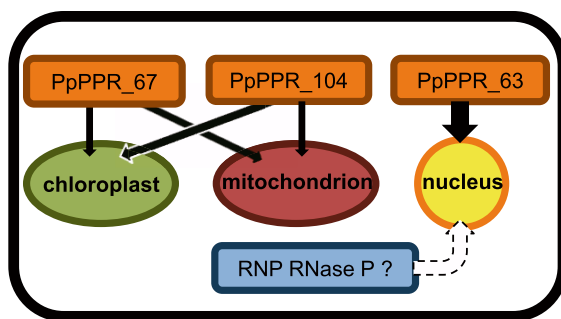 PpPPR_67 PpPPR_104 PpPPR_63
chloroplast mitochondrion nucleus
RNP RNase P ?